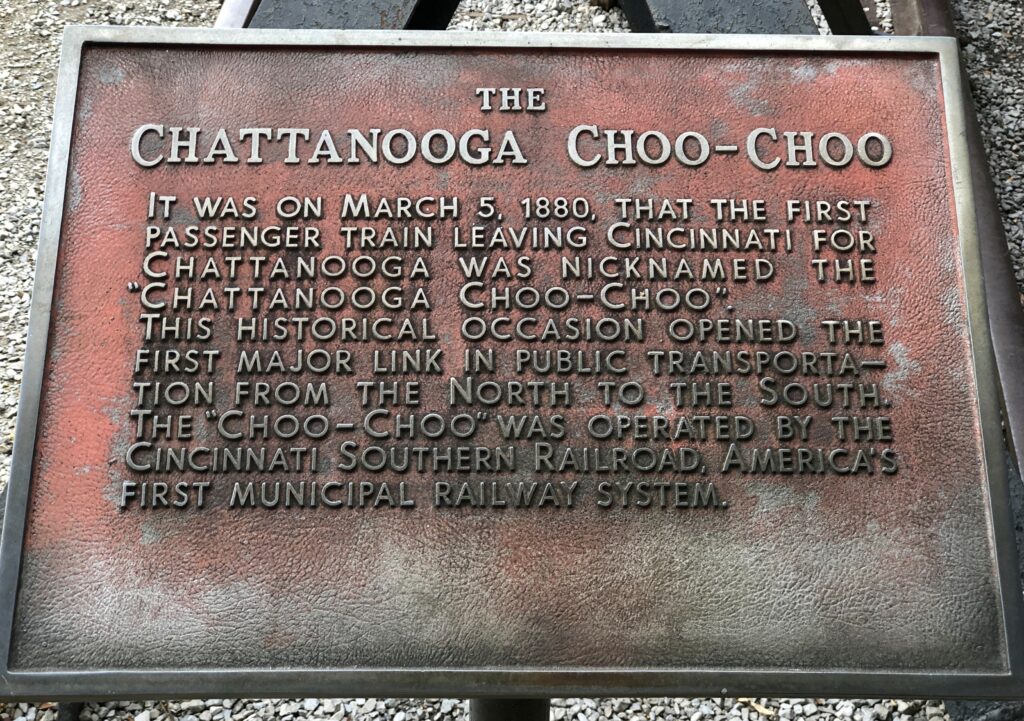 THE
CHATTANOOGA CHOO-CHOO
IT WAS ON MARCH 5, 1880, THAT THE FIRST
PASSENGER TRAIN LEAVING CINCINNATI FOR
CHATTANOOGA WAS NICKNAMED THE
"CHATTANOOGA CHOO-CHOO".
THIS HISTORICAL OCCASION OPENED THE
FIRST MAJOR LINK IN PUBLIC TRANSPORTA-
TION FROM THE NORTH TO THE SOUTH.
THE "CHOO-CHOO" WAS OPERATED BY THE
CINCINNATI SOUTHERN RAILROAD, AMERICA'S
FIRST MUNICIPAL RAILWAY SYSTEM.